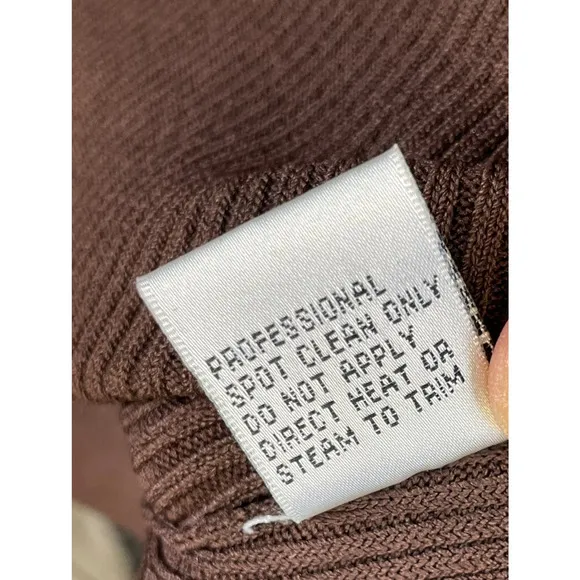 PROFESSIONAL
SPOT CLEAN ONLY
DO NOT APPLY
DIRECT HEAT OR
STEAM TO TRIM